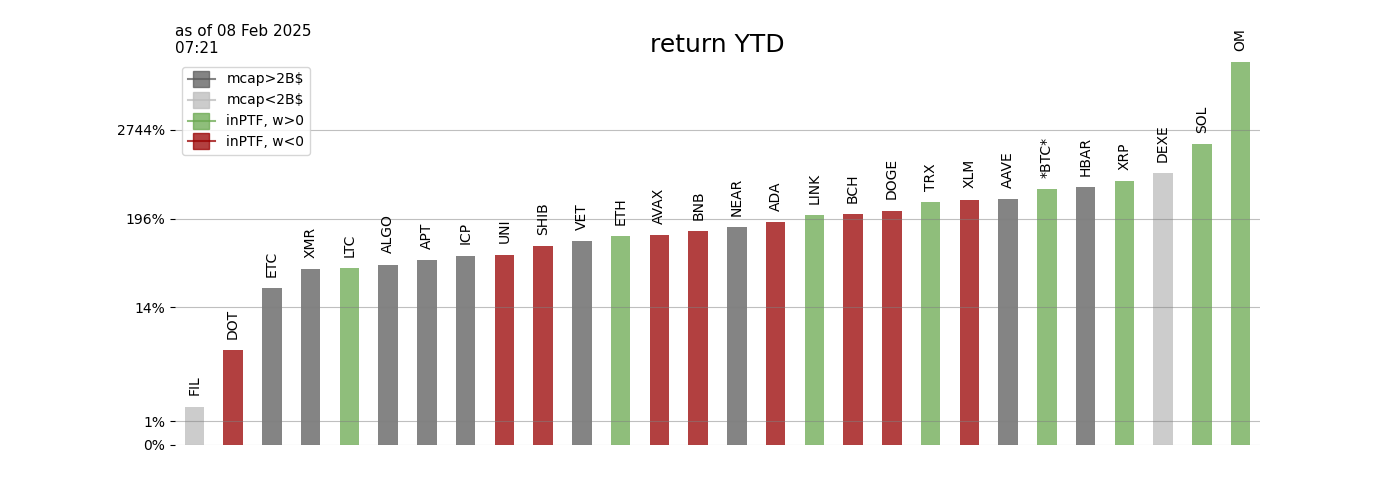 as of 08 Feb 2025
07:21
return YTD
mcap>2B$
mcap<2B$
inPTF, w>0
inPTF, w<0
2744%
196%
14%
1%
0%
FIL
DOT
ETC
XMR
LTC
ALGO
APT
ICP
UNI
SHIB
VET
ETH
AVAX
BNB
NEAR
ADA
LINK
BCH
DOGE
TRX
XLM
AAVE
*BTC*
HBAR
XRP
DEXE
SOL
OM